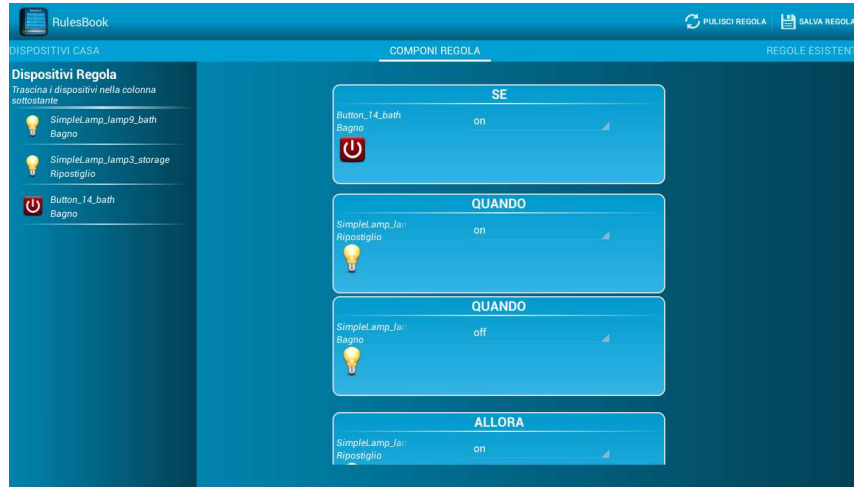 RulesBook
PULISCI REGOLA
SALVA REGOLA
DISPOSITIVI CASA
COMPONI REGOLA
REGOLE ESISTENT
Dispositivi Regola
Trascina i dispositivi nella colonna
sottostante
SimpleLamp_lamp9_bath
Bagno
SimpleLamp_lamp3_storage
Ripostiglio
Button_14_bath
Bagno
SE
Button_14_bath
Bagno
on
QUANDO
SimpleLamp_lan
Ripostiglio
on
QUANDO
SimpleLamp_lan
Bagno
off
ALLORA
SimpleLamp_lan
Ripostiglio
on